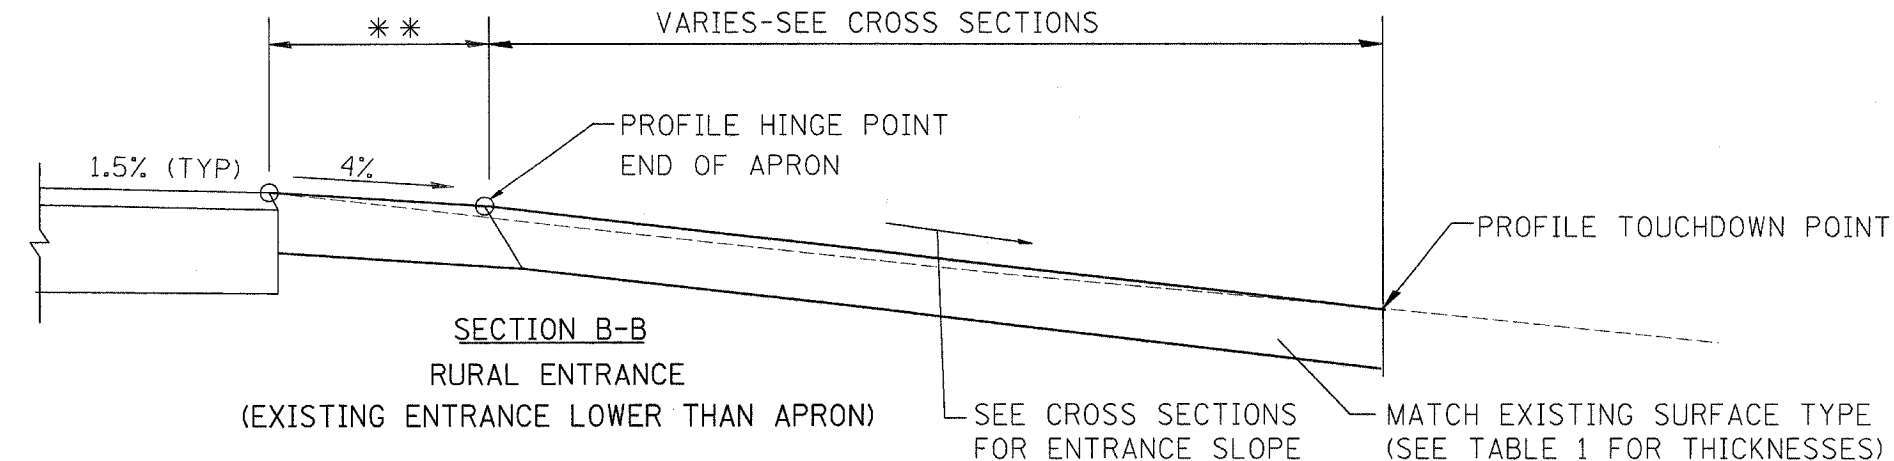 ** VARIES-SEE CROSS SECTIONS
PROFILE HINGE POINT
END OF APRON
1.5% (TYP) 4%
PROFILE TOUCHDOWN POINT
SECTION B-B
RURAL ENTRANCE
(EXISTING ENTRANCE LOWER THAN APRON)
SEE CROSS SECTIONS
FOR ENTRANCE SLOPE
MATCH EXISTING SURFACE TYPE
(SEE TABLE 1 FOR THICKNESSES)